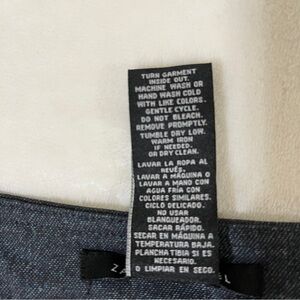 TURN GARMENT
INSIDE OUT.
MACHINE WASH OR
HAND WASH COLD
WITH LIKE COLORS.
GENTLE CYCLE.
DO NOT BLEACH.
REMOVE PROMPTLY.
TUMBLE DRY LOW.
WARM IRON
IF NEEDED.
OR DRY CLEAN.
LAVAR LA ROPA AL
REVÉS.
LAVAR A MÁQUINA O
LAVAR A MANO CON
AGUA FRÍA CON
COLORES SIMILARES.
CICLO DELICADO.
NO USAR
BLANQUEADOR.
SACAR RÁPIDO.
SECAR EN MÁQUINA A
TEMPERATURA BAJA.
PLANCHA TIBIA SI ES
NECESARIO.
O LIMPIAR EN SECO.